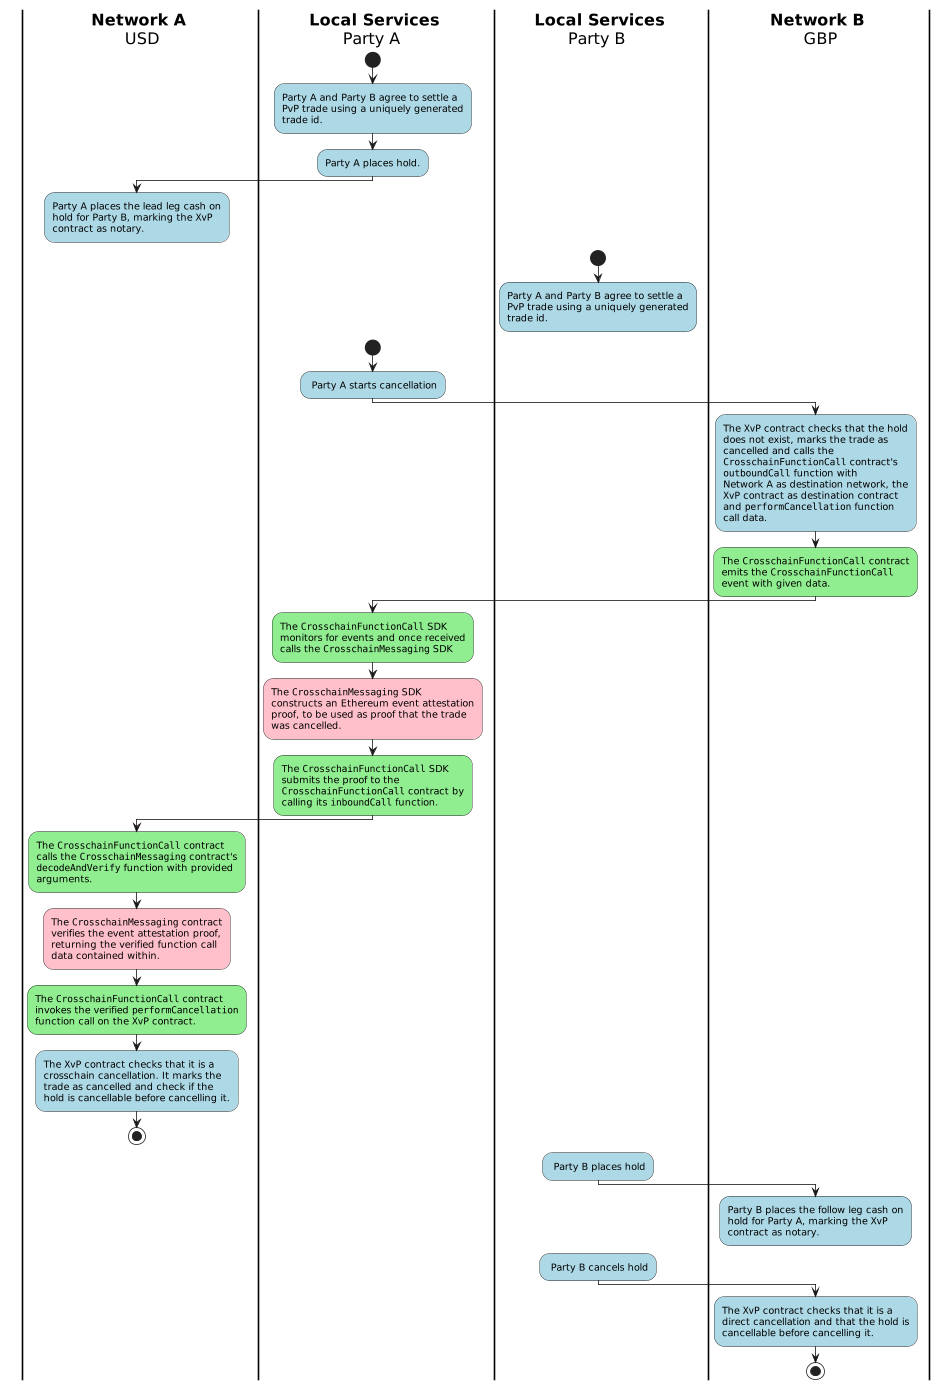 Network A
USD
Local Services
Party A
Local Services
Party B
Network B
GBP
Party A and Party B agree to settle a
PvP trade using a uniquely generated
trade id.
Party A places hold.
Party A places the lead leg cash on
hold for Party B, marking the XvP
contract as notary.
Party A and Party B agree to settle a
PvP trade using a uniquely generated
trade id.
Party A starts cancellation
The XvP contract checks that the hold
does not exist, marks the trade as
cancelled and calls the
CrosschainFunctionCall contract's
outboundCall function with
Network A as destination network, the
XvP contract as destination contract
and performCancellation function
call data.
The CrosschainFunctionCall contract
emits the CrosschainFunctionCall
event with given data.
The CrosschainFunctionCall SDK
monitors for events and once received
calls the CrosschainMessaging SDK
The CrosschainMessaging SDK
constructs an Ethereum event attestation
proof, to be used as proof that the trade
was cancelled.
The CrosschainFunctionCall SDK
submits the proof to the
CrosschainFunctionCall contract by
calling its inboundCall function.
The CrosschainFunctionCall contract
calls the CrosschainMessaging contract's
decodeAndVerify function with provided
arguments.
The CrosschainMessaging contract
verifies the event attestation proof,
returning the verified function call
data contained within.
The CrosschainFunctionCall contract
invokes the verified performCancellation
function call on the XvP contract.
The XvP contract checks that it is a
crosschain cancellation. It marks the
trade as cancelled and check if the
hold is cancellable before cancelling it.
Party B places hold
Party B places the follow leg cash on
hold for Party A, marking the XvP
contract as notary.
Party B cancels hold
The XvP contract checks that it is a
direct cancellation and that the hold is
cancellable before cancelling it.